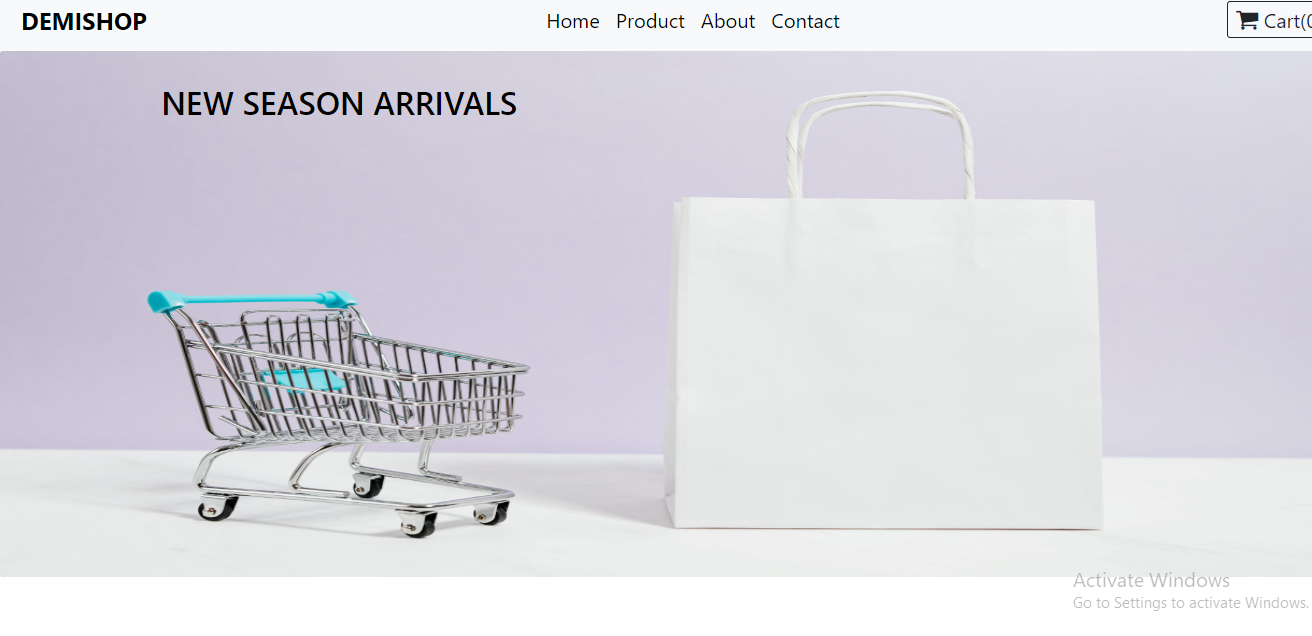 DEMISHOP Home Product About Contact Cart(0
NEW SEASON ARRIVALS
Activate Windows
Go to Settings to activate Windows.